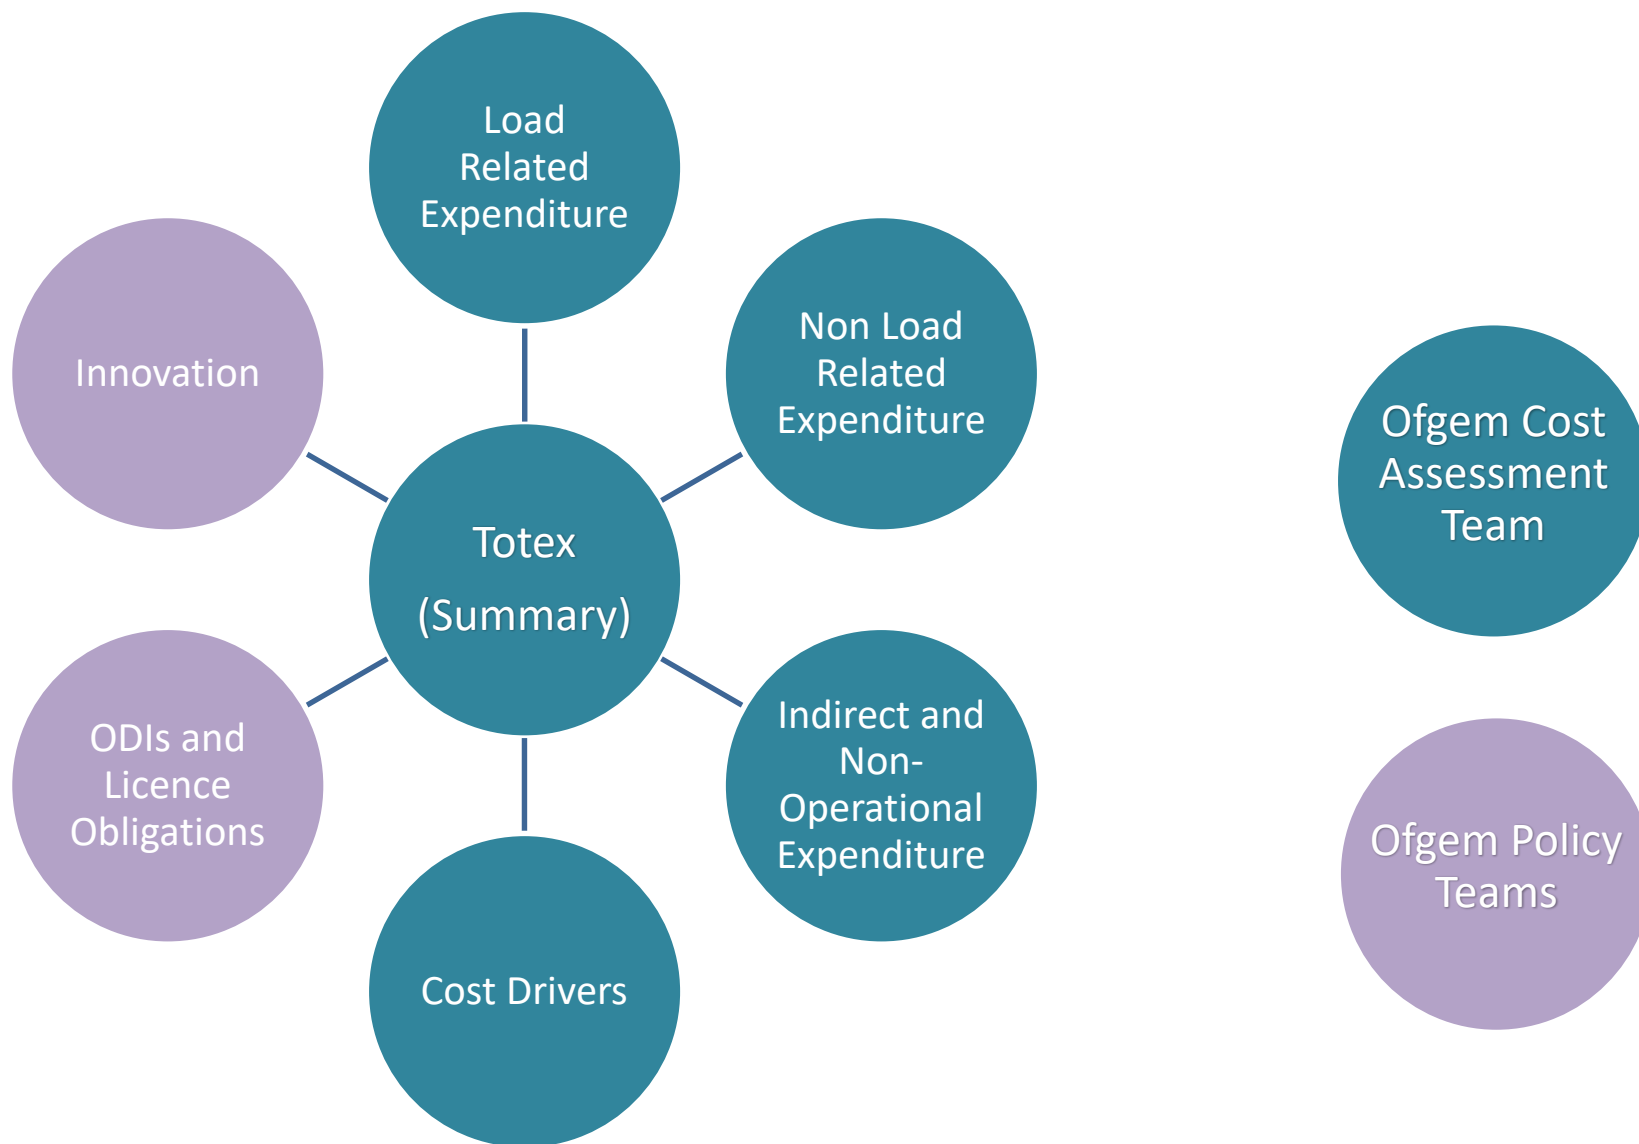 Load
Related
Expenditure
Innovation
Non Load
Related
Expenditure
Totex
(Summary)
ODIs and
Licence
Obligations
Indirect and
Non-
Operational
Expenditure
Cost Drivers
Ofgem Cost
Assessment
Team
Ofgem Policy
Teams